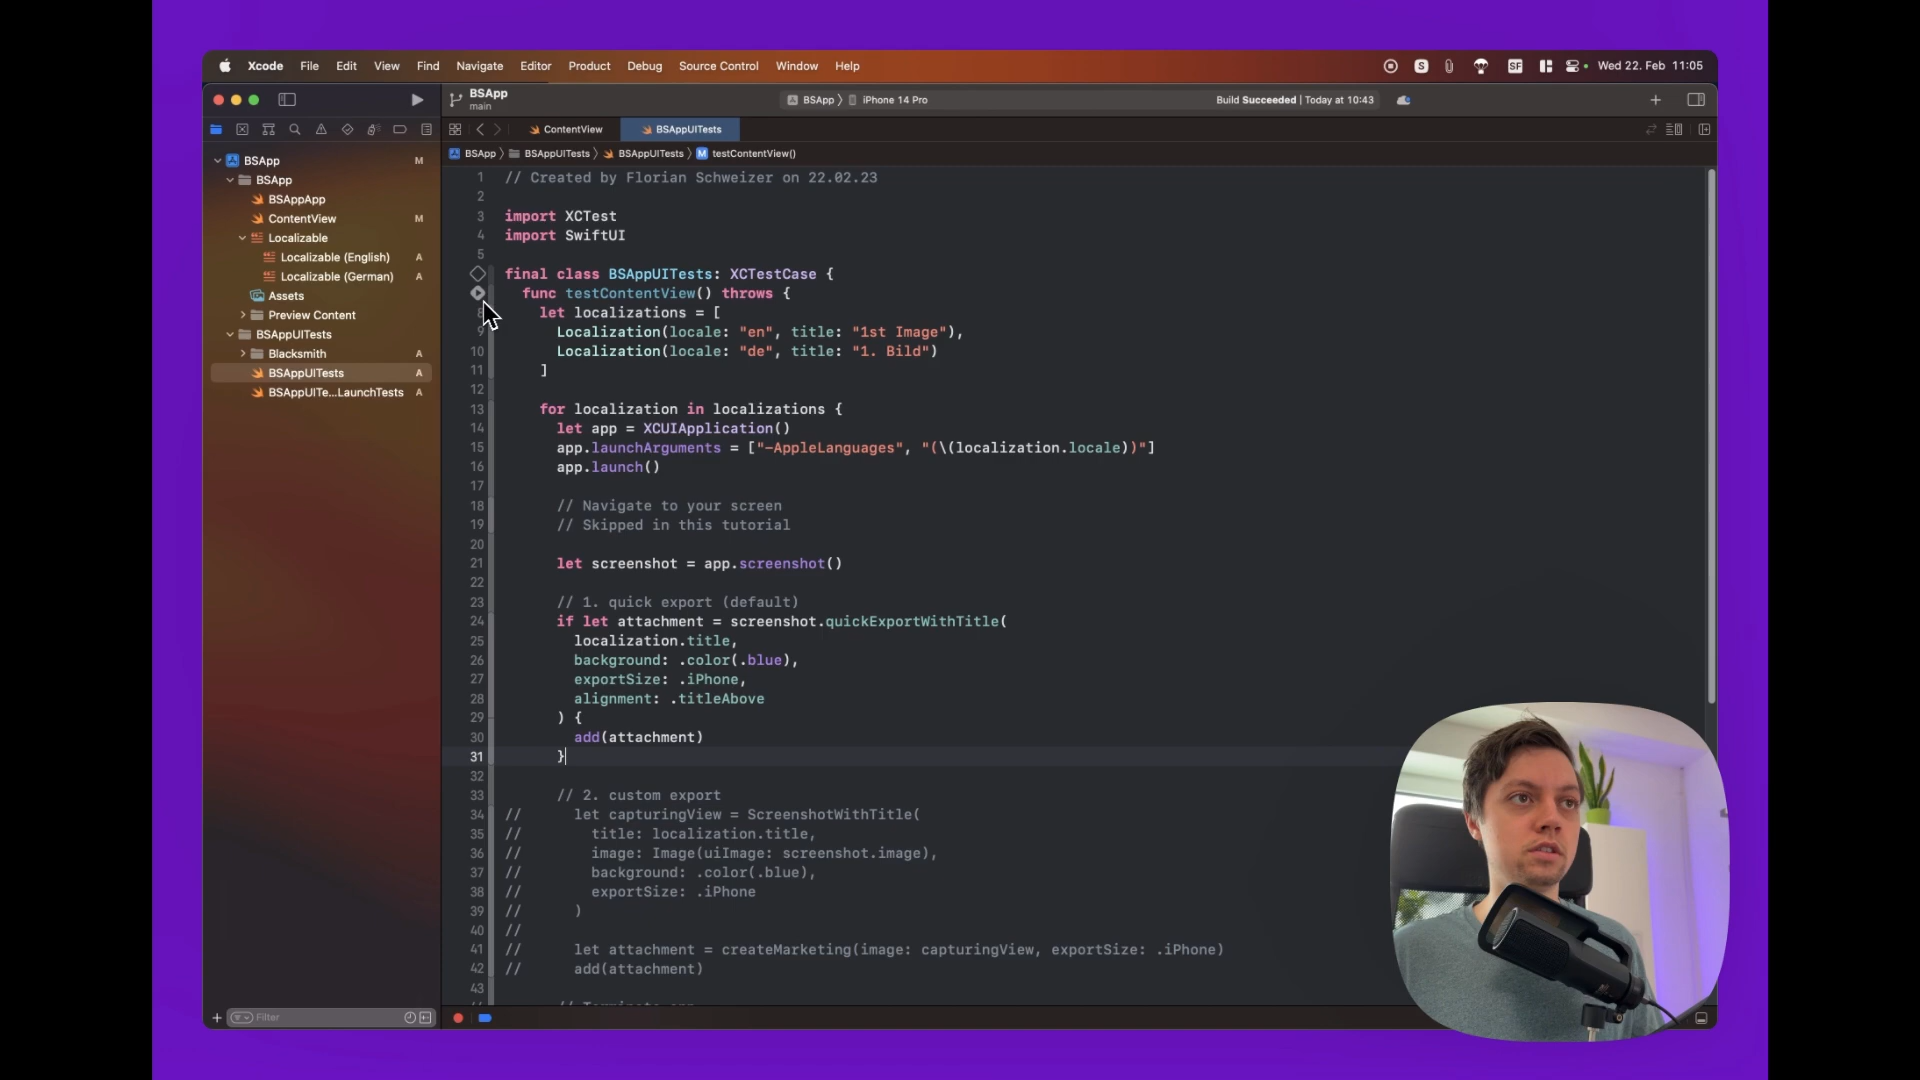 Xcode File Edit View Find Navigate Editor Product Debug Source Control Window Help
S SF Wed 22. Feb 11:05
BSApp
main
BSApp 〉 iPhone 14 Pro
Build Succeeded | Today at 10:43
ContentView
BSAppUITests
BSApp 〉 BSAppUITests 〉 BSAppUITests 〉 M testContentView()
BSApp M
BSApp
BSAppApp
ContentView M
Localizable
Localizable (English) A
Localizable (German) A
Assets
Preview Content
BSAppUITests
Blacksmith A
BSAppUITests A
BSAppUITe...LaunchTests A
Filter
1 // Created by Florian Schweizer on 22.02.23
2
3 import XCTest
4 import SwiftUI
5
final class BSAppUITests: XCTestCase {
func testContentView() throws {
8 let localizations = [
9 Localization(locale: "en", title: "1st Image"),
10 Localization(locale: "de", title: "1. Bild")
11 ]
12
13 for localization in localizations {
14 let app = XCUIApplication()
15 app.launchArguments = ["-AppleLanguages", "(\(localization.locale))"]
16 app.launch()
17
18 // Navigate to your screen
19 // Skipped in this tutorial
20
21 let screenshot = app.screenshot()
22
23 // 1. quick export (default)
24 if let attachment = screenshot.quickExportWithTitle(
25 localization.title,
26 background: .color(.blue),
27 exportSize: .iPhone,
28 alignment: .titleAbove
29 ) {
30 add(attachment)
31 }
32
33 // 2. custom export
34 // let capturingView = ScreenshotWithTitle(
35 // title: localization.title,
36 // image: Image(uiImage: screenshot.image),
37 // background: .color(.blue),
38 // exportSize: .iPhone
39 // )
40 //
41 // let attachment = createMarketing(image: capturingView, exportSize: .iPhone)
42 // add(attachment)
43